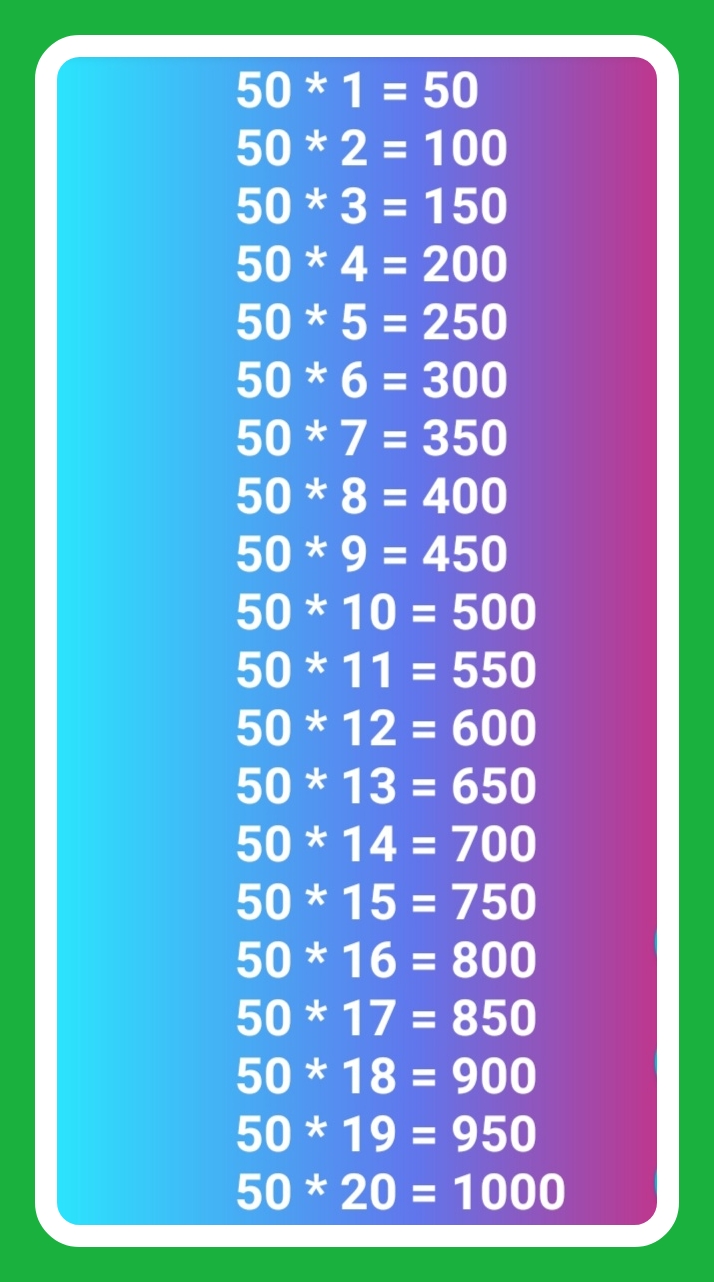 50 * 1 = 50
50 * 2 = 100
50 * 3 = 150
50 * 4 = 200
50 * 5 = 250
50 * 6 = 300
50 * 7 = 350
50 * 8 = 400
50 * 9 = 450
50 * 10 = 500
50 * 11 = 550
50 * 12 = 600
50 * 13 = 650
50 * 14 = 700
50 * 15 = 750
50 * 16 = 800
50 * 17 = 850
50 * 18 = 900
50 * 19 = 950
50 * 20 = 1000